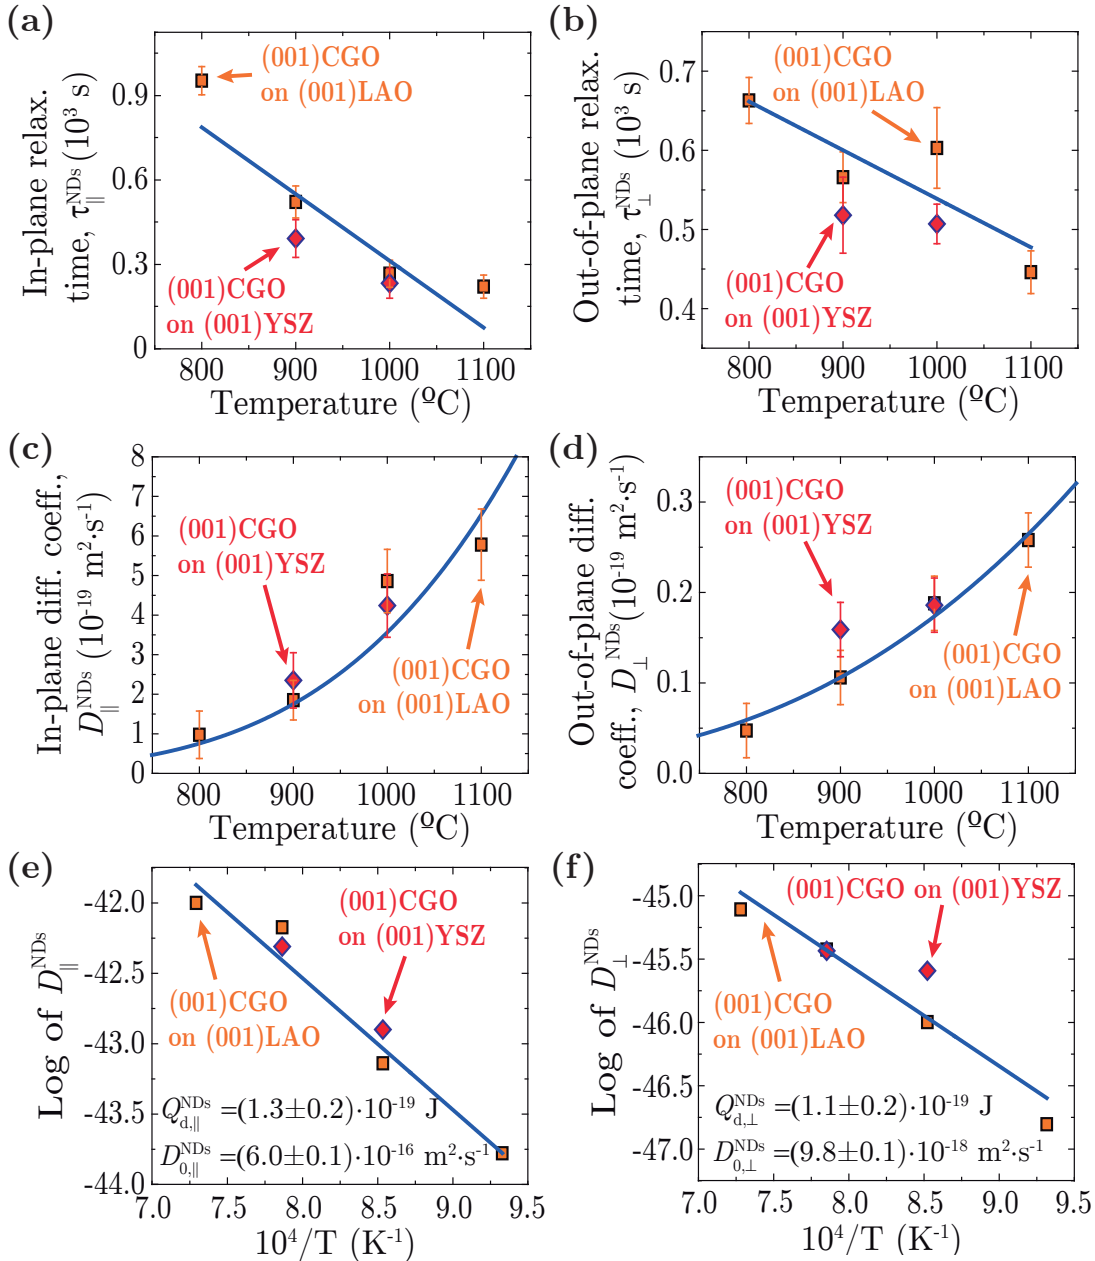 (a)
In-plane relax.
time, τ∥^NDs (10³ s)
0.9
0.6
0.3
0
(001)CGO
on (001)LAO
(001)CGO
on (001)YSZ
800 900 1000 1100
Temperature (ºC)
(b)
Out-of-plane relax.
time, τ⊥^NDs (10³ s)
0.7
0.6
0.5
0.4
(001)CGO
on (001)LAO
(001)CGO
on (001)YSZ
800 900 1000 1100
Temperature (ºC)
(c)
In-plane diff. coeff.,
D∥^NDs (10⁻¹⁹ m²·s⁻¹)
8
7
6
5
4
3
2
1
0
(001)CGO
on (001)YSZ
(001)CGO
on (001)LAO
800 900 1000 1100
Temperature (ºC)
(d)
Out-of-plane diff.
coeff., D⊥^NDs(10⁻¹⁹ m²·s⁻¹)
0.3
0.2
0.1
0.0
(001)CGO
on (001)YSZ
(001)CGO
on (001)LAO
800 900 1000 1100
Temperature (ºC)
(e)
Log of D∥^NDs
-42.0
-42.5
-43.0
-43.5
-44.0
(001)CGO
on (001)YSZ
(001)CGO
on (001)LAO
Q_d,∥^NDs=(1.3±0.2)·10⁻¹⁹ J
D_0,∥^NDs=(6.0±0.1)·10⁻¹⁶ m²·s⁻¹
7.0 7.5 8.0 8.5 9.0 9.5
10⁴/T (K⁻¹)
(f)
Log of D⊥^NDs
-45.0
-45.5
-46.0
-46.5
-47.0
(001)CGO on (001)YSZ
(001)CGO
on (001)LAO
Q_d,⊥^NDs=(1.1±0.2)·10⁻¹⁹ J
D_0,⊥^NDs=(9.8±0.1)·10⁻¹⁸ m²·s⁻¹
7.0 7.5 8.0 8.5 9.0 9.5
10⁴/T (K⁻¹)